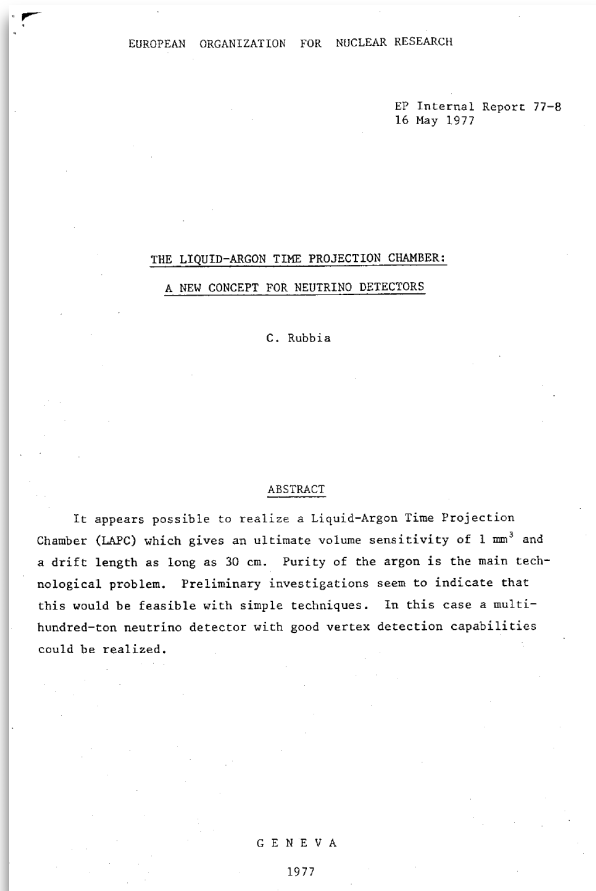 EUROPEAN ORGANIZATION FOR NUCLEAR RESEARCH
EP Internal Report 77-8
16 May 1977
THE LIQUID-ARGON TIME PROJECTION CHAMBER:
A NEW CONCEPT FOR NEUTRINO DETECTORS
C. Rubbia
ABSTRACT
It appears possible to realize a Liquid-Argon Time Projection
Chamber (LAPC) which gives an ultimate volume sensitivity of 1 mm³ and
a drift length as long as 30 cm. Purity of the argon is the main tech-
nological problem. Preliminary investigations seem to indicate that
this would be feasible with simple techniques. In this case a multi-
hundred-ton neutrino detector with good vertex detection capabilities
could be realized.
G E N E V A
1977